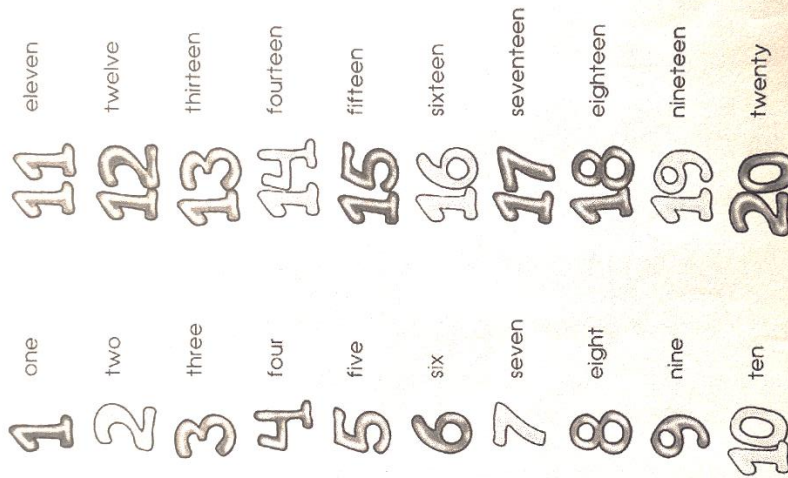 1 one 11 eleven
2 two 12 twelve
3 three 13 thirteen
4 four 14 fourteen
5 five 15 fifteen
6 six 16 sixteen
7 seven 17 seventeen
8 eight 18 eighteen
9 nine 19 nineteen
10 ten 20 twenty